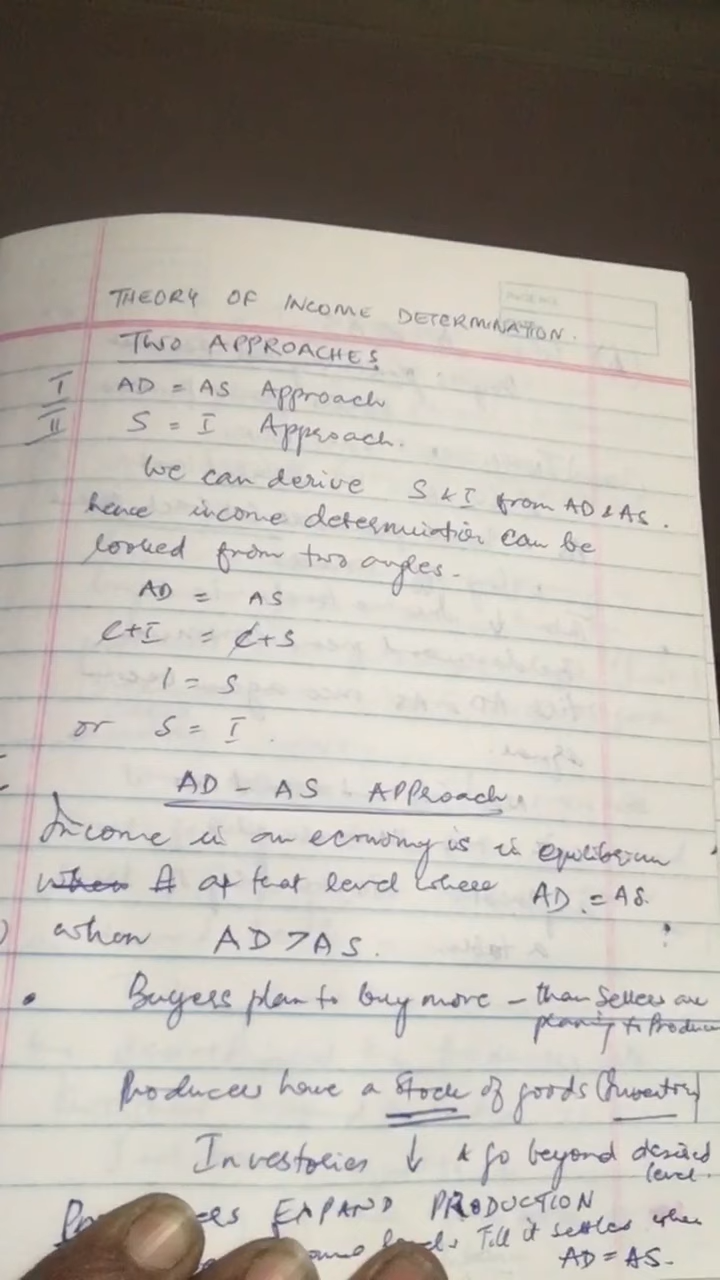 THEORY OF INCOME DETERMINATION.
TWO APPROACHES
I AD = AS Approach
II S = I Approach.
We can derive S & I from AD & AS.
hence income determination can be
looked from two angles.
AD = AS
C+I = C+S
I = S
or S = I.
AD - AS APPROACH
Income in an economy is in equilibrium
when at that level where AD = AS.
when AD > AS.
• Buyers plan to buy more - than Sellers are
planing to Produce
Producers have a Stock of goods (Inventory)
Inventories ↓ & go beyond desired
level.
EXPAND PRODUCTION
Till it settles when
AD = AS.